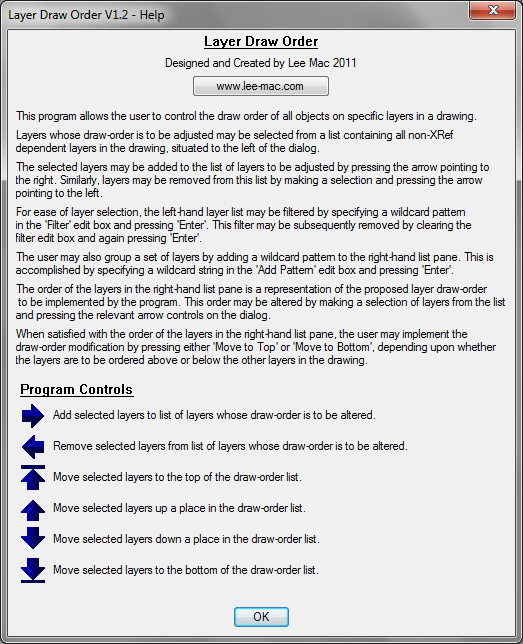 Layer Draw Order V1.2 - Help
Layer Draw Order
Designed and Created by Lee Mac 2011
www.lee-mac.com
This program allows the user to control the draw order of all objects on specific layers in a drawing.
Layers whose draw-order is to be adjusted may be selected from a list containing all non-XRef
dependent layers in the drawing, situated to the left of the dialog.
The selected layers may be added to the list of layers to be adjusted by pressing the arrow pointing to
the right. Similarly, layers may be removed from this list by making a selection and pressing the arrow
pointing to the left.
For ease of layer selection, the left-hand layer list may be filtered by specifying a wildcard pattern
in the 'Filter' edit box and pressing 'Enter'. This filter may be subsequently removed by clearing the
filter edit box and again pressing 'Enter'.
The user may also group a set of layers by adding a wildcard pattern to the right-hand list pane. This is
accomplished by specifying a wildcard string in the 'Add Pattern' edit box and pressing 'Enter'.
The order of the layers in the right-hand list pane is a representation of the proposed layer draw-order
to be implemented by the program. This order may be altered by making a selection of layers from the list
and pressing the relevant arrow controls on the dialog.
When satisfied with the order of the layers in the right-hand list pane, the user may implement the
draw-order modification by pressing either 'Move to Top' or 'Move to Bottom', depending upon whether
the layers are to be ordered above or below the other layers in the drawing.
Program Controls
Add selected layers to list of layers whose draw-order is to be altered.
Remove selected layers from list of layers whose draw-order is to be altered.
Move selected layers to the top of the draw-order list.
Move selected layers up a place in the draw-order list.
Move selected layers down a place in the draw-order list.
Move selected layers to the bottom of the draw-order list.
OK